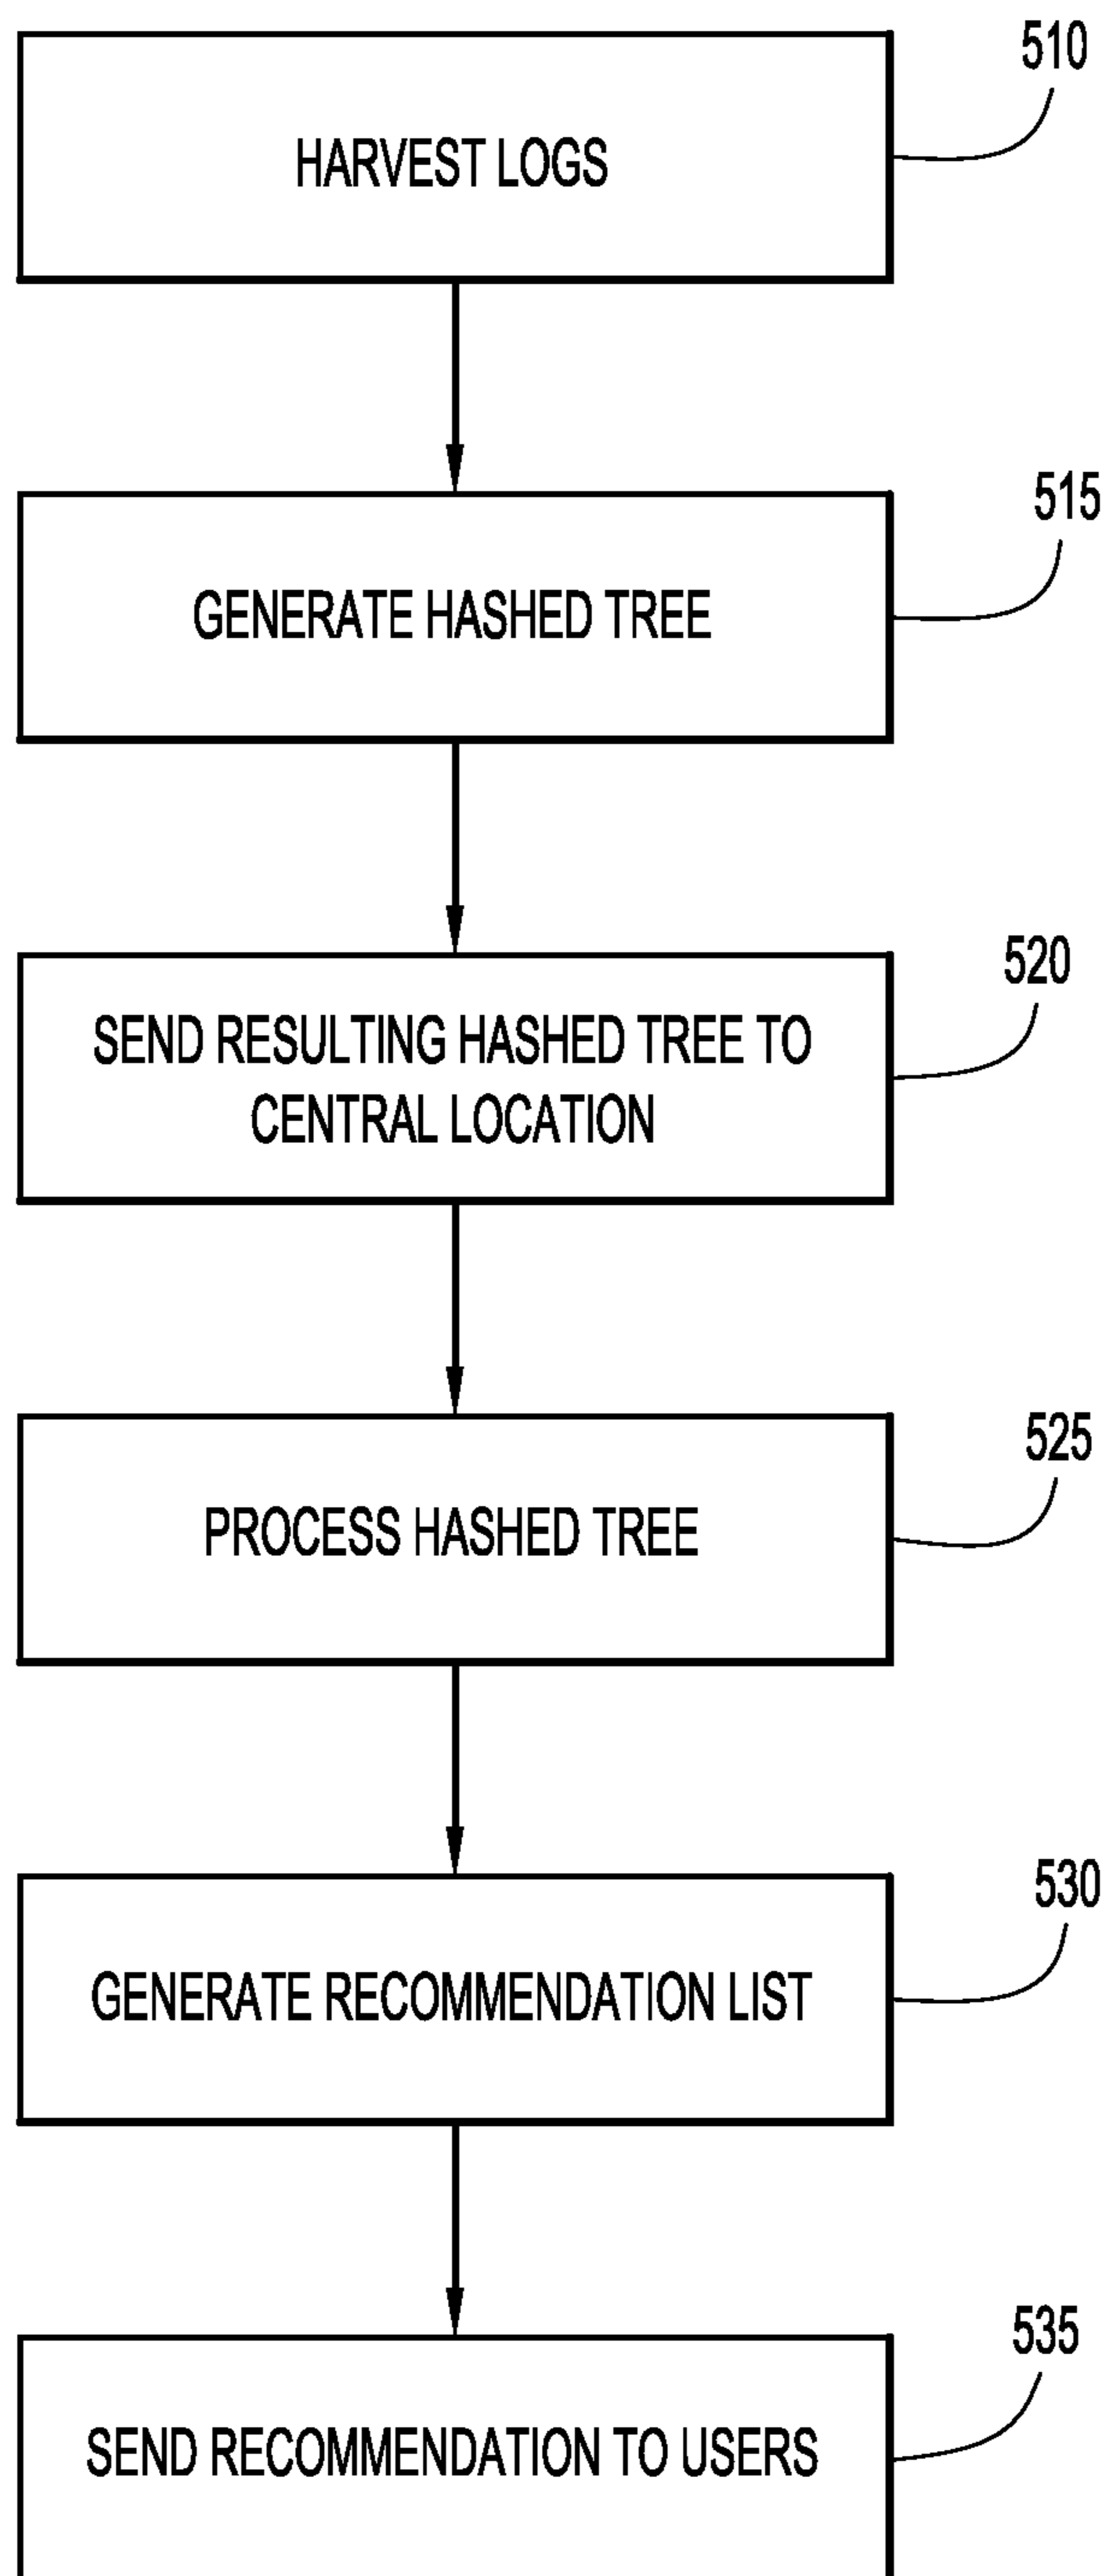 510
HARVEST LOGS
515
GENERATE HASHED TREE
520
SEND RESULTING HASHED TREE TO
CENTRAL LOCATION
525
PROCESS HASHED TREE
530
GENERATE RECOMMENDATION LIST
535
SEND RECOMMENDATION TO USERS